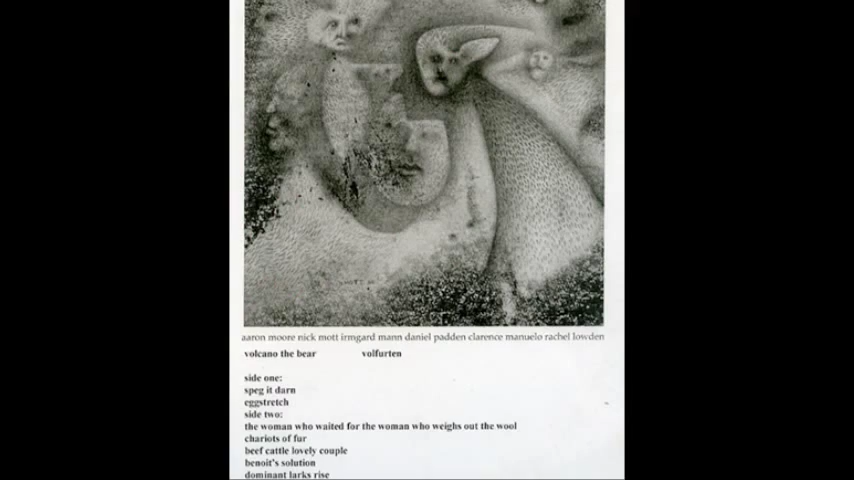 aaron moore nick mott irmgard mann daniel padden clarence manuelo rachel lowden
volcano the bear volfurten
side one:
speg it darn
eggstretch
side two:
the woman who waited for the woman who weighs out the wool
chariots of fur
beef cattle lovely couple
benoit's solution
dominant larks rise